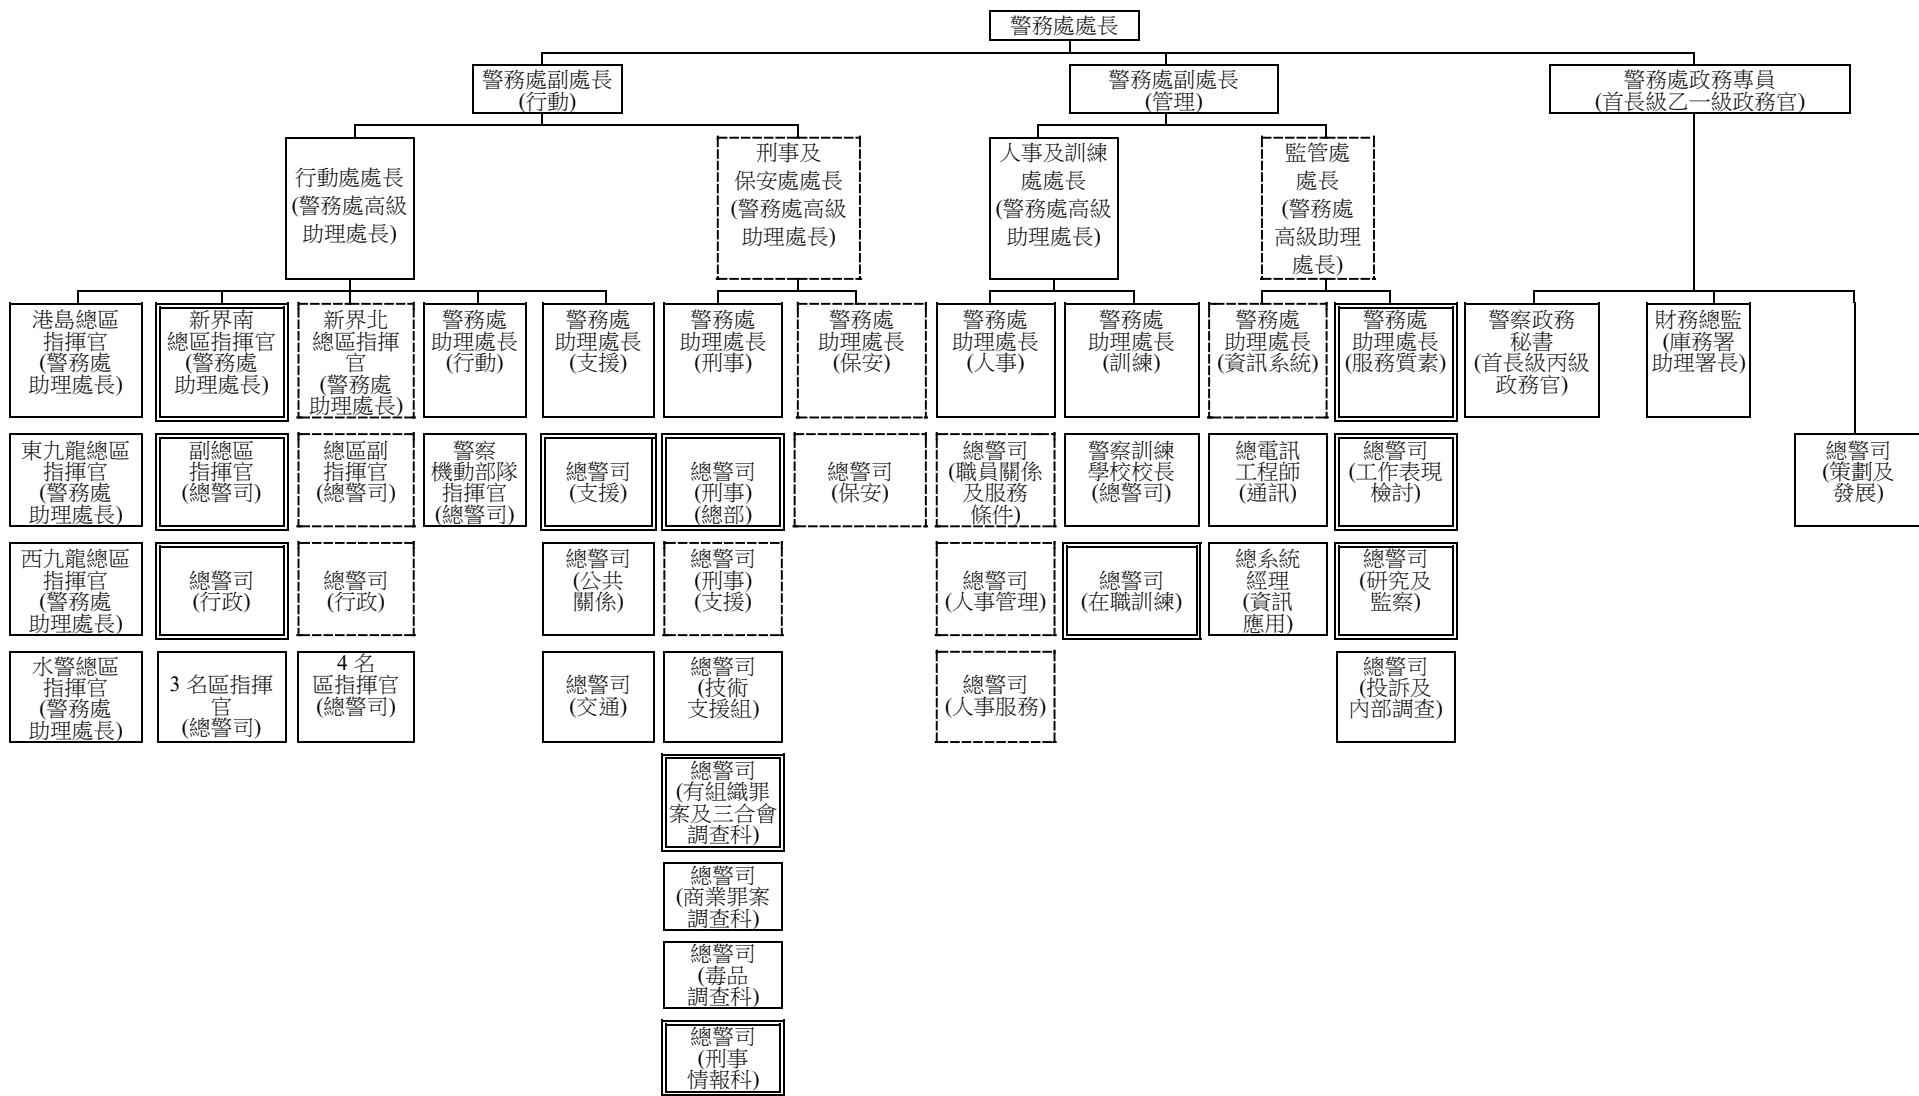 警務處處長
警務處副處長
(行動)
警務處副處長
(管理)
警務處政務專員
(首長級乙一級政務官)
行動處處長
(警務處高級
助理處長)
刑事及
保安處處長
(警務處高級
助理處長)
人事及訓練
處處長
(警務處高級
助理處長)
監管處
處長
(警務處
高級助理
處長)
港島總區
指揮官
(警務處
助理處長)
新界南
總區指揮官
(警務處
助理處長)
新界北
總區指揮
官
(警務處
助理處長)
警務處
助理處長
(行動)
警務處
助理處長
(支援)
警務處
助理處長
(刑事)
警務處
助理處長
(保安)
警務處
助理處長
(人事)
警務處
助理處長
(訓練)
警務處
助理處長
(資訊系統)
警務處
助理處長
(服務質素)
警察政務
秘書
(首長級丙級
政務官)
財務總監
(庫務署
助理署長)
東九龍總區
指揮官
(警務處
助理處長)
副總區
指揮官
(總警司)
總區副
指揮官
(總警司)
警察
機動部隊
指揮官
(總警司)
總警司
(支援)
總警司
(刑事)
(總部)
總警司
(保安)
總警司
(職員關係
及服務
條件)
警察訓練
學校校長
(總警司)
總電訊
工程師
(通訊)
總警司
(工作表現
檢討)
總警司
(策劃及
發展)
西九龍總區
指揮官
(警務處
助理處長)
總警司
(行政)
總警司
(行政)
總警司
(公共
關係)
總警司
(刑事)
(支援)
總警司
(人事管理)
總警司
(在職訓練)
總系統
經理
(資訊
應用)
總警司
(研究及
監察)
水警總區
指揮官
(警務處
助理處長)
3 名區指揮
官
(總警司)
4 名
區指揮官
(總警司)
總警司
(交通)
總警司
(技術
支援組)
總警司
(人事服務)
總警司
(投訴及
內部調查)
總警司
(有組織罪
案及三合會
調查科)
總警司
(商業罪案
調查科)
總警司
(毒品
調查科)
總警司
(刑事
情報科)